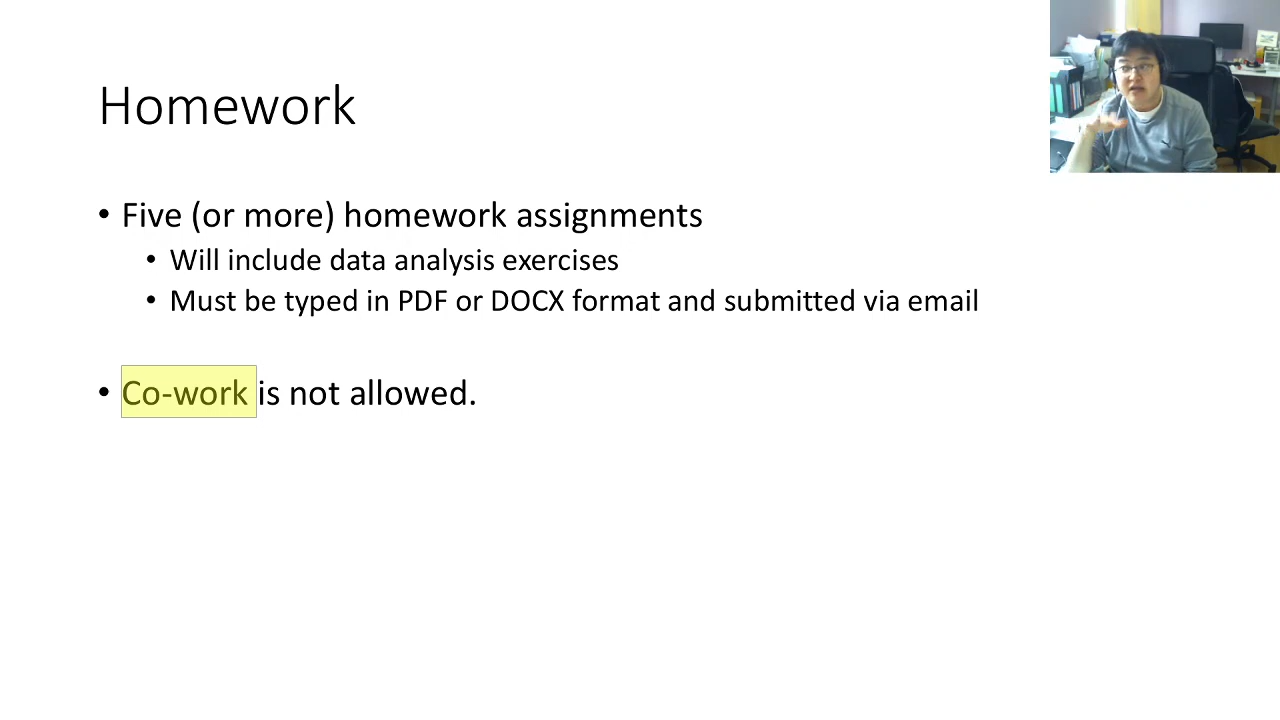 Homework
• Five (or more) homework assignments
• Will include data analysis exercises
• Must be typed in PDF or DOCX format and submitted via email
• Co-work is not allowed.